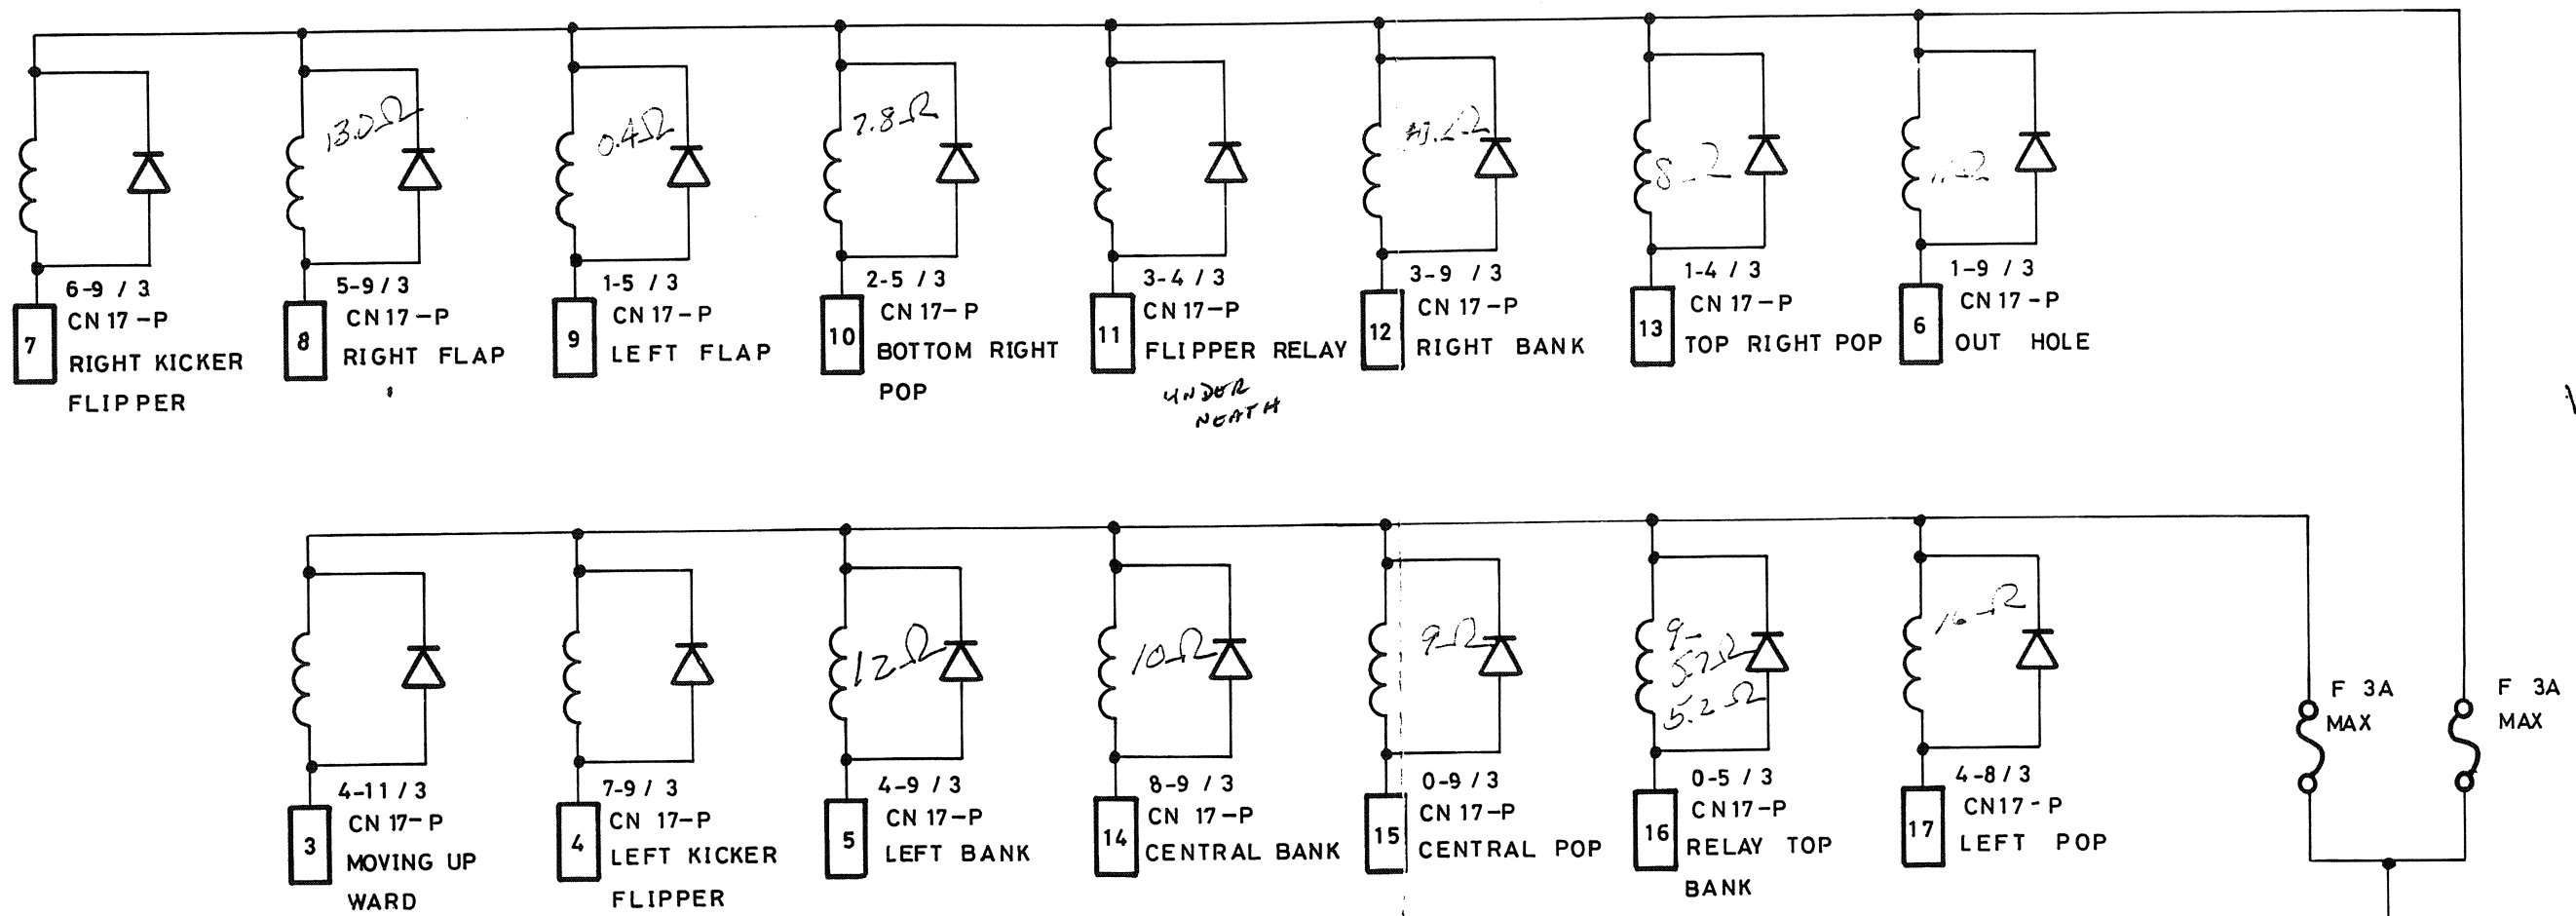 13.0Ω
0.4Ω
7.8Ω
6-9 / 3
CN 17-P
7
RIGHT KICKER
FLIPPER
5-9/3
CN 17-P
8
RIGHT FLAP
1-5 / 3
CN 17-P
9
LEFT FLAP
2-5 / 3
CN 17-P
10
BOTTOM RIGHT
POP
3-4 / 3
CN 17-P
11
FLIPPER RELAY
UNDER
NEATH
3-9 / 3
CN 17-P
12
RIGHT BANK
1-4 / 3
CN 17-P
13
TOP RIGHT POP
1-9 / 3
CN 17-P
6
OUT HOLE
12Ω
10Ω
9Ω
9-
5.7Ω
5.2Ω
16Ω
4-11 / 3
CN 17-P
3
MOVING UP
WARD
7-9 / 3
CN 17-P
4
LEFT KICKER
FLIPPER
4-9 / 3
CN 17-P
5
LEFT BANK
8-9 / 3
CN 17-P
14
CENTRAL BANK
0-9 / 3
CN 17-P
15
CENTRAL POP
0-5 / 3
CN17-P
16
RELAY TOP
BANK
4-8/3
CN17-P
17
LEFT POP
F 3A
MAX
F 3A
MAX